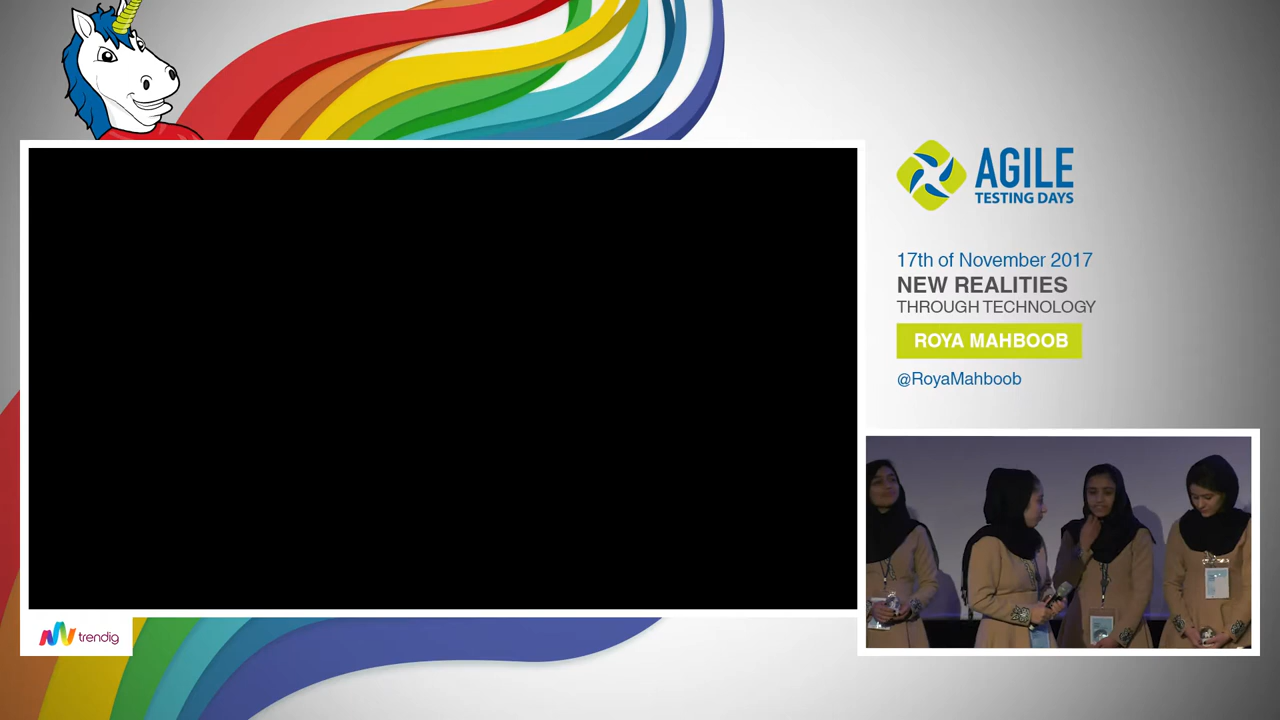 AGILE
TESTING DAYS
17th of November 2017
NEW REALITIES
THROUGH TECHNOLOGY
ROYA MAHBOOB
@RoyaMahboob
trendig